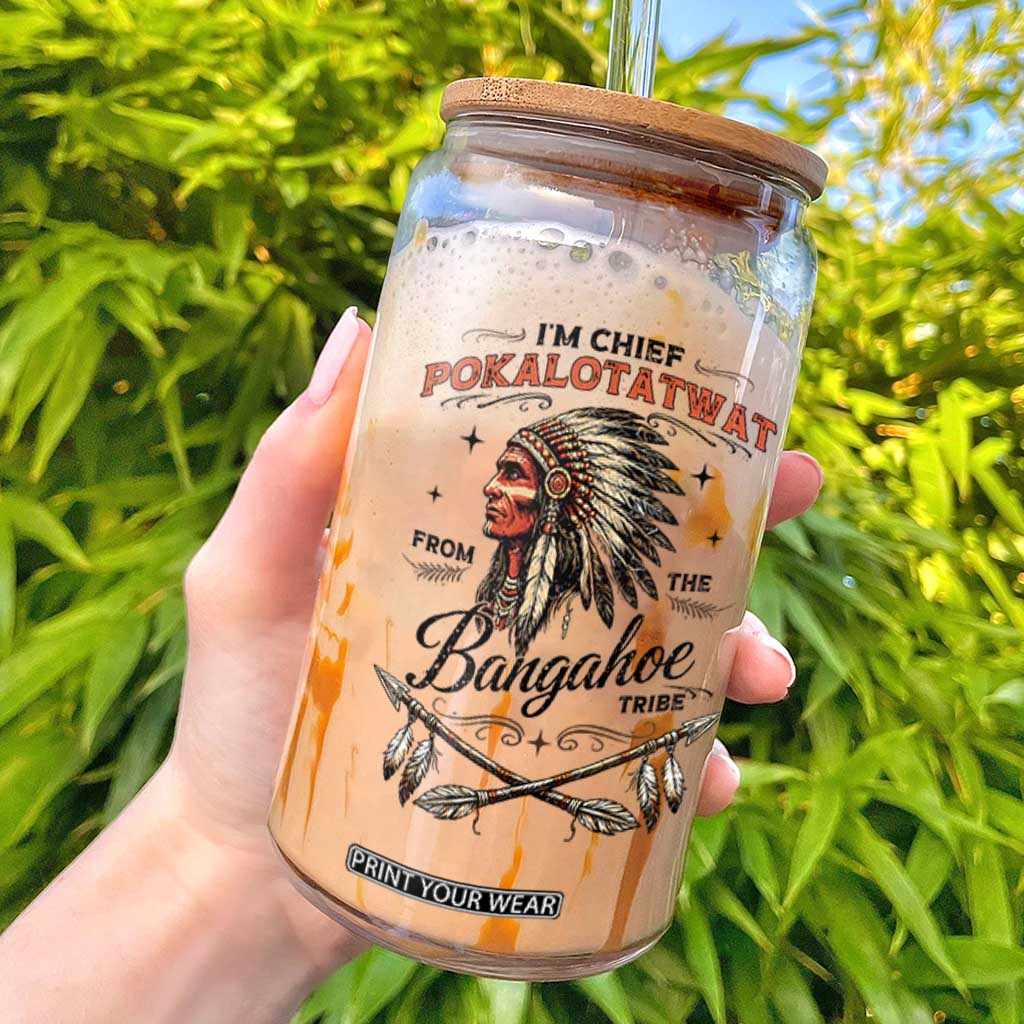 I'M CHIEF
POKALOTATWAT
FROM THE
Bangahoe
TRIBE
PRINT YOUR WEAR